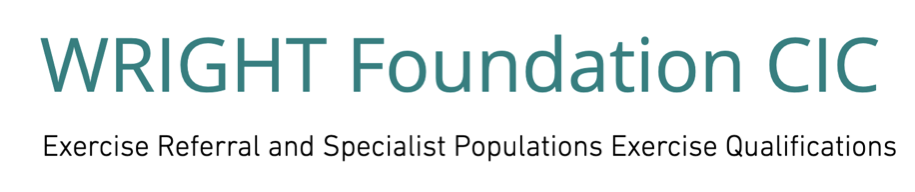 WRIGHT Foundation CIC
Exercise Referral and Specialist Populations Exercise Qualifications